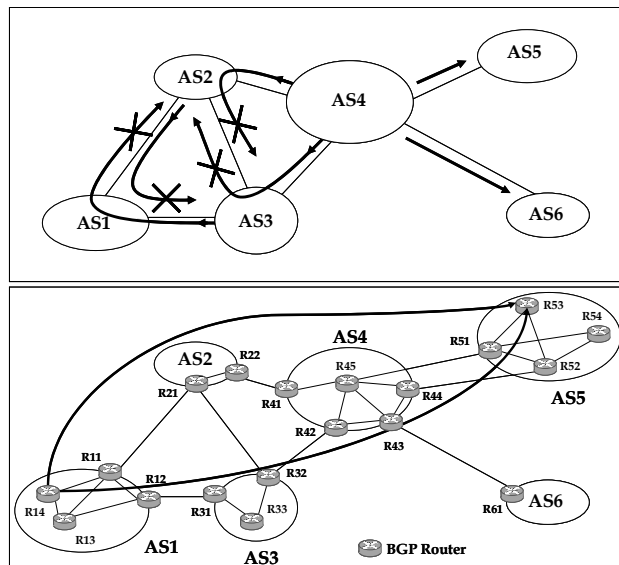 AS2
AS5
AS4
AS1
AS3
AS6
R53
R54
AS4
R51
AS2
R22
R45
R52
R21
R41
R44
AS5
R42
R43
R11
R32
R12
R14
R31
R33
R61
AS6
R13
AS1
AS3
BGP Router